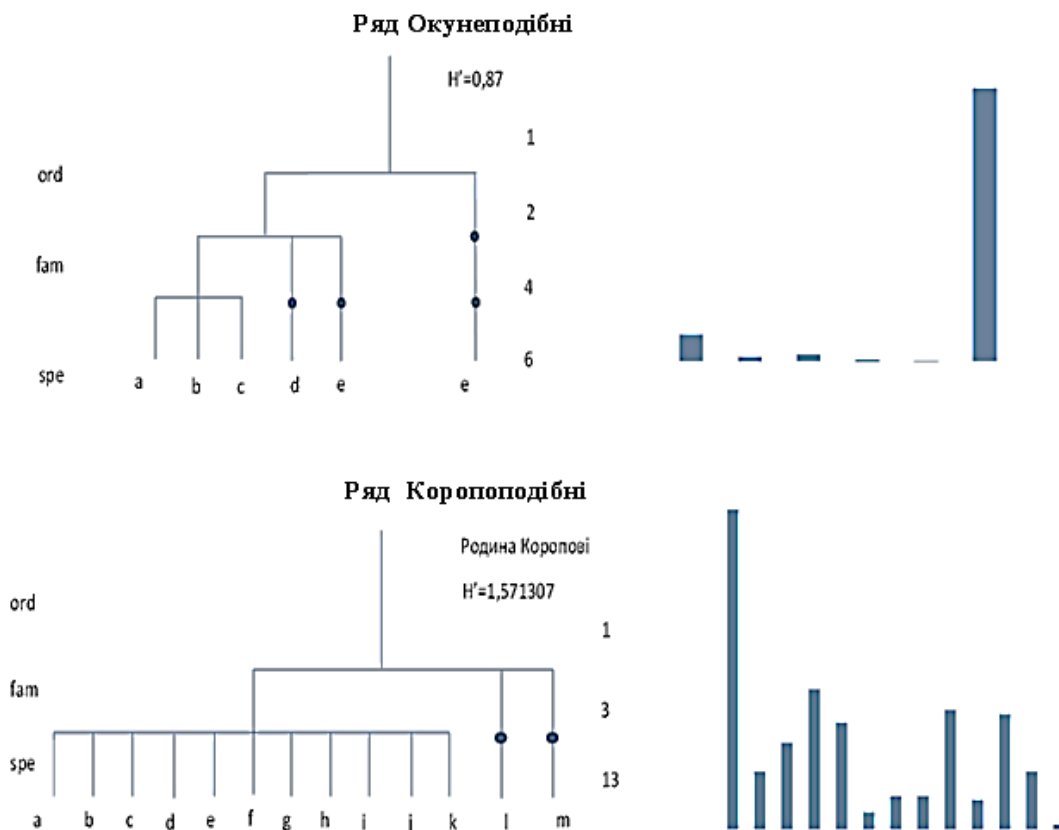 Ряд Окунеподібні
H'=0,87
1
ord
2
fam
4
6
spe
a b c d e e
Ряд Коропоподібні
Родина Коропові
H'=1,571307
ord
1
fam
3
spe
13
a b c d e f g h i j k l m